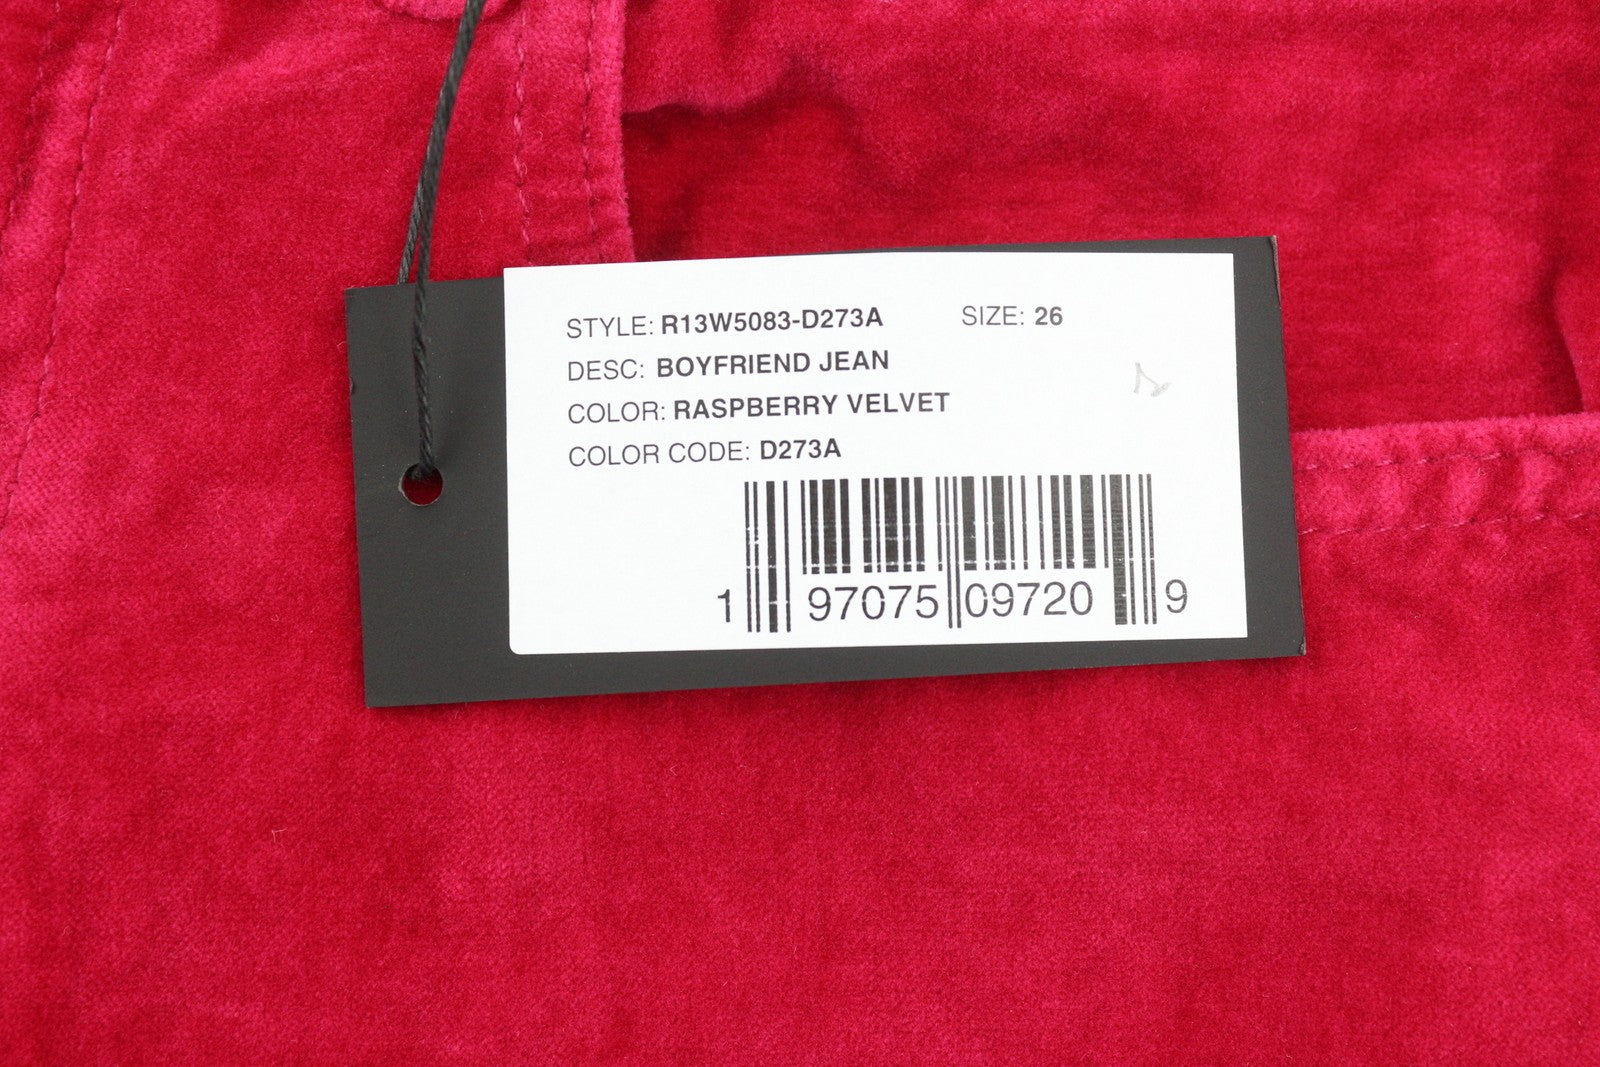 STYLE: R13W5083-D273A SIZE: 26
DESC: BOYFRIEND JEAN
COLOR: RASPBERRY VELVET
COLOR CODE: D273A
1 97075 09720 9